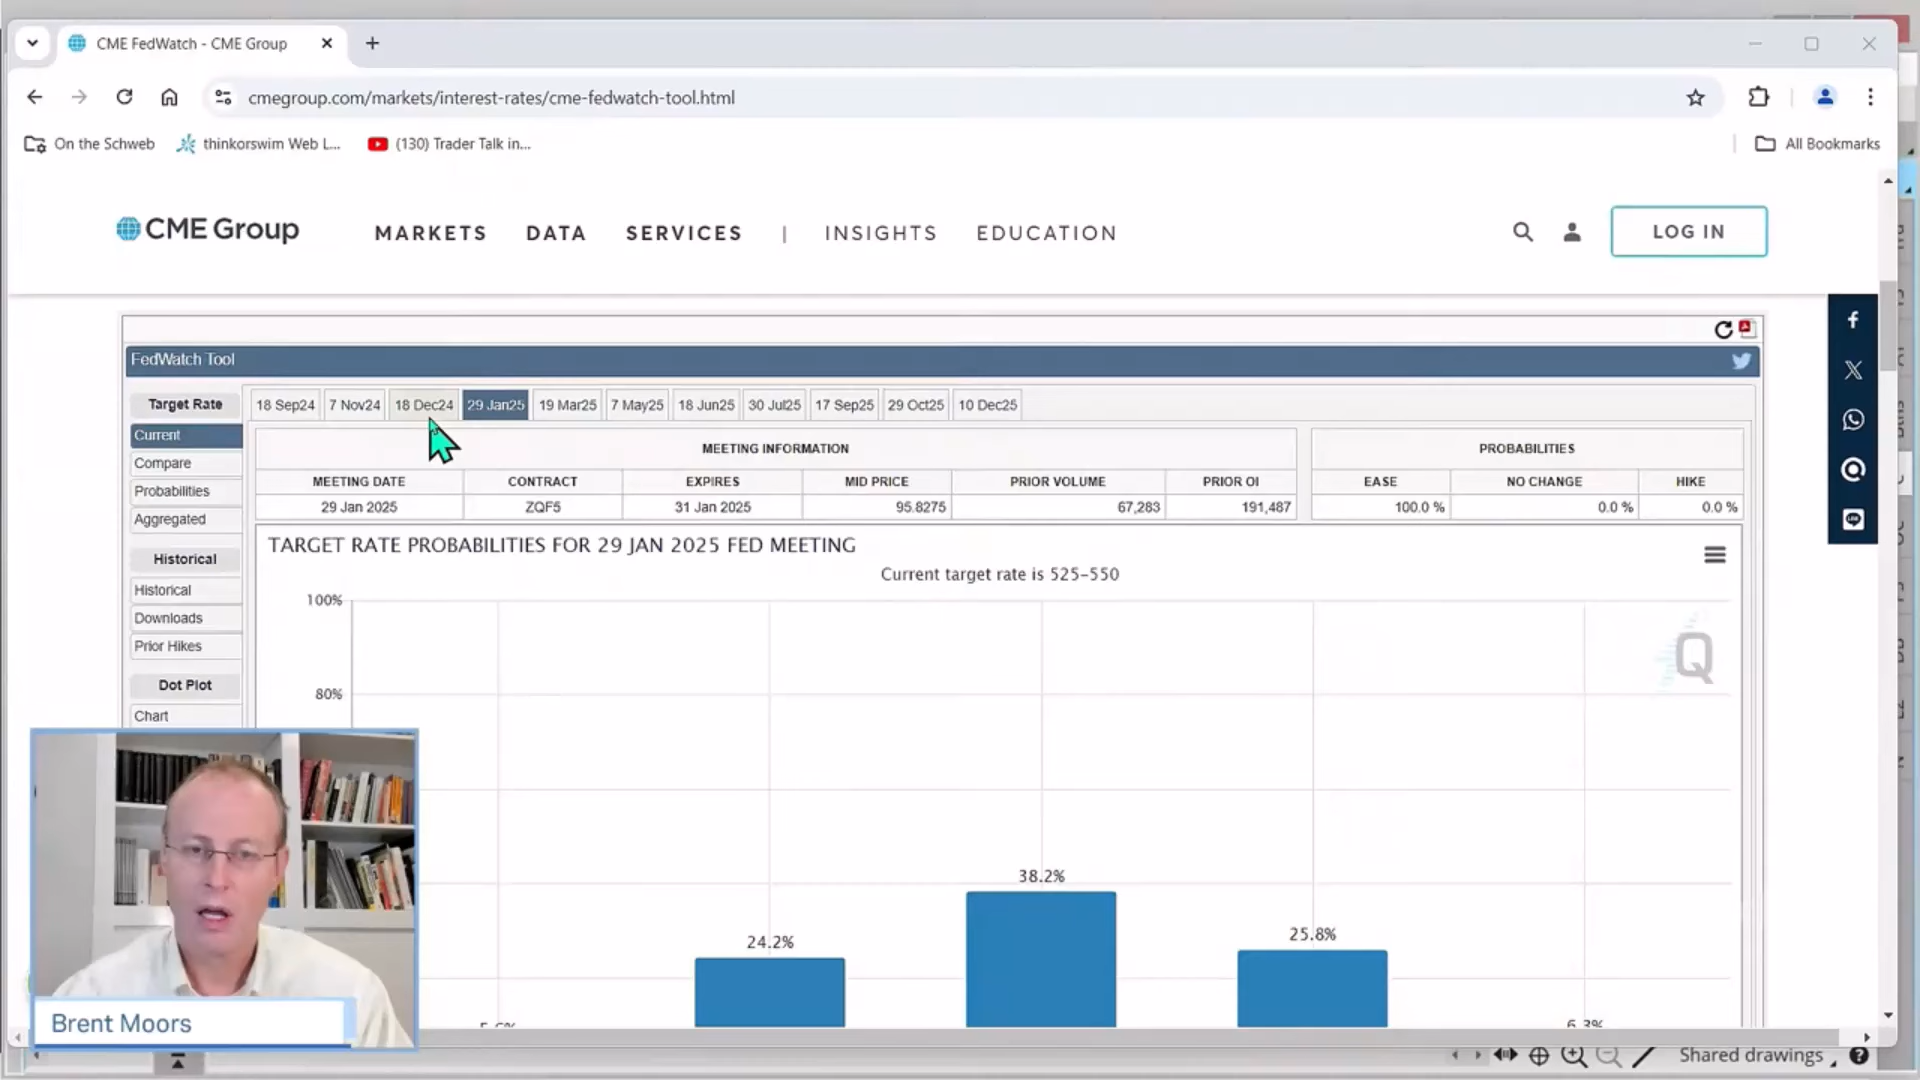 CME FedWatch - CME Group
cmegroup.com/markets/interest-rates/cme-fedwatch-tool.html
On the Schweb
thinkorswim Web L...
(130) Trader Talk in...
All Bookmarks
CME Group
MARKETS DATA SERVICES | INSIGHTS EDUCATION
LOG IN
FedWatch Tool
Target Rate
Current
Compare
Probabilities
Aggregated
Historical
Historical
Downloads
Prior Hikes
Dot Plot
Chart
18 Sep24 7 Nov24 18 Dec24 29 Jan25 19 Mar25 7 May25 18 Jun25 30 Jul25 17 Sep25 29 Oct25 10 Dec25
MEETING INFORMATION
MEETING DATE CONTRACT EXPIRES MID PRICE PRIOR VOLUME PRIOR OI
29 Jan 2025 ZQF5 31 Jan 2025 95.8275 67,283 191,487
PROBABILITIES
EASE NO CHANGE HIKE
100.0 % 0.0 % 0.0 %
TARGET RATE PROBABILITIES FOR 29 JAN 2025 FED MEETING
Current target rate is 525-550
100%
80%
Q
38.2%
25.8%
24.2%
6.3%
Brent Moors
Shared drawings